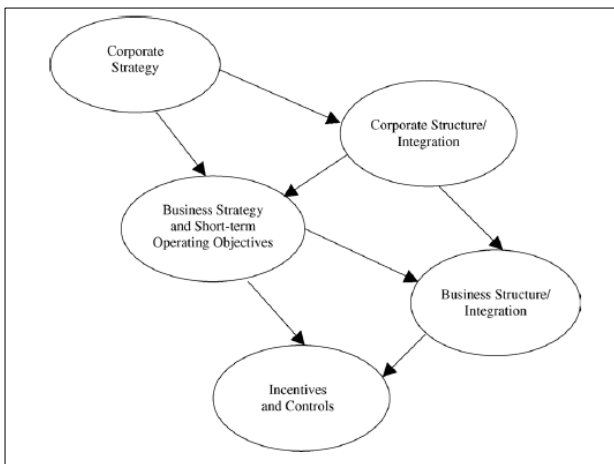 Corporate
Strategy
Corporate Structure/
Integration
Business Strategy
and Short-term
Operating Objectives
Business Structure/
Integration
Incentives
and Controls